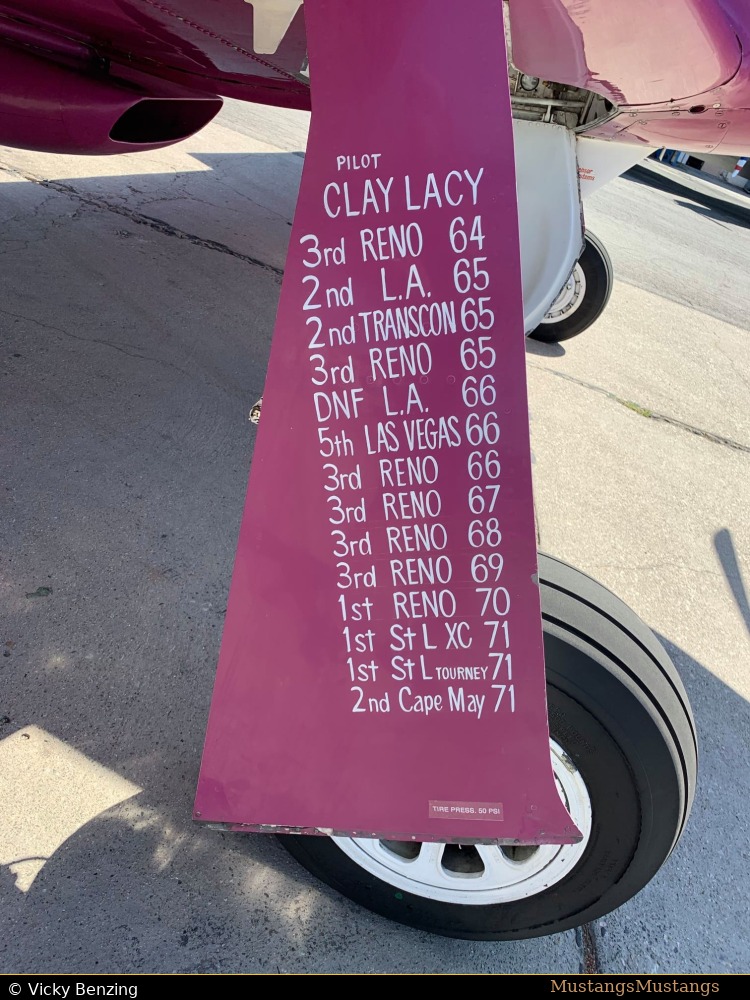 PILOT
CLAY LACY
3rd RENO 64
2nd L.A. 65
2nd TRANSCON 65
3rd RENO 65
DNF L.A. 66
5th LAS VEGAS 66
3rd RENO 66
3rd RENO 67
3rd RENO 68
3rd RENO 69
1st RENO 70
1st St L XC 71
1st St L TOURNEY 71
2nd Cape May 71
TIRE PRESS. 50 PSI
© Vicky Benzing
MustangsMustangs